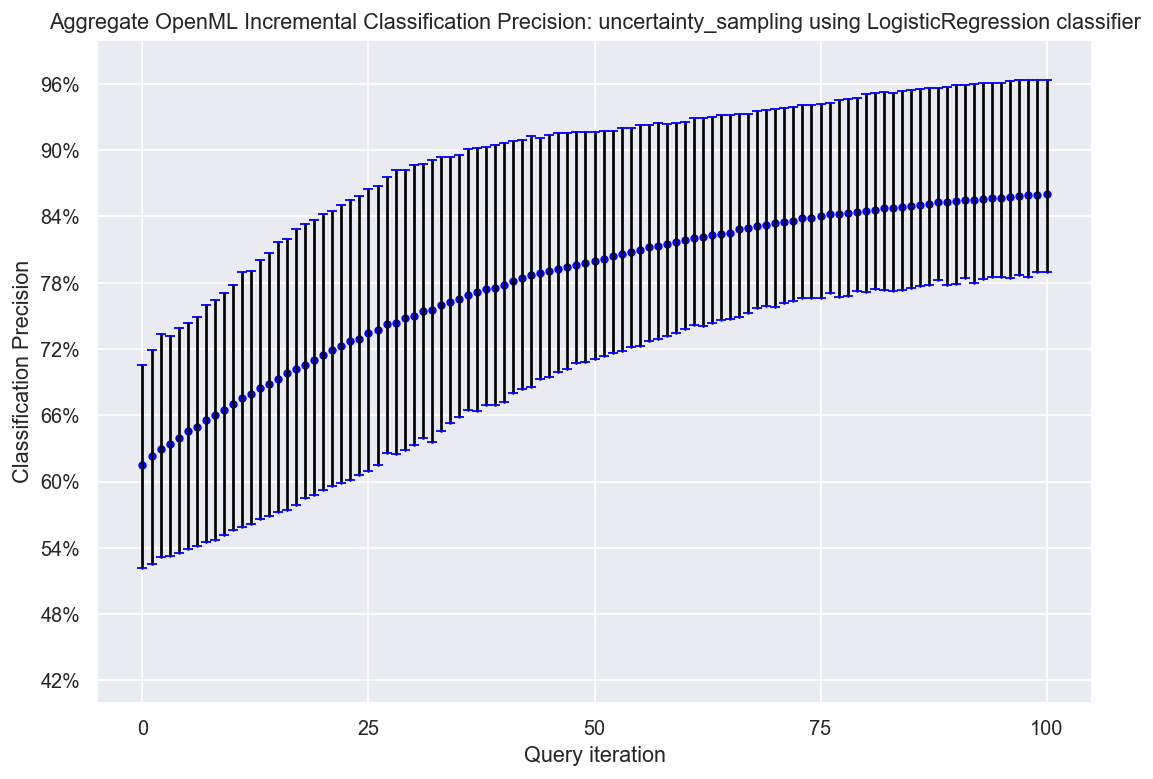 Aggregate OpenML Incremental Classification Precision: uncertainty_sampling using LogisticRegression classifier
96%
90%
84%
78%
72%
66%
60%
54%
48%
42%
Classification Precision
0 25 50 75 100
Query iteration